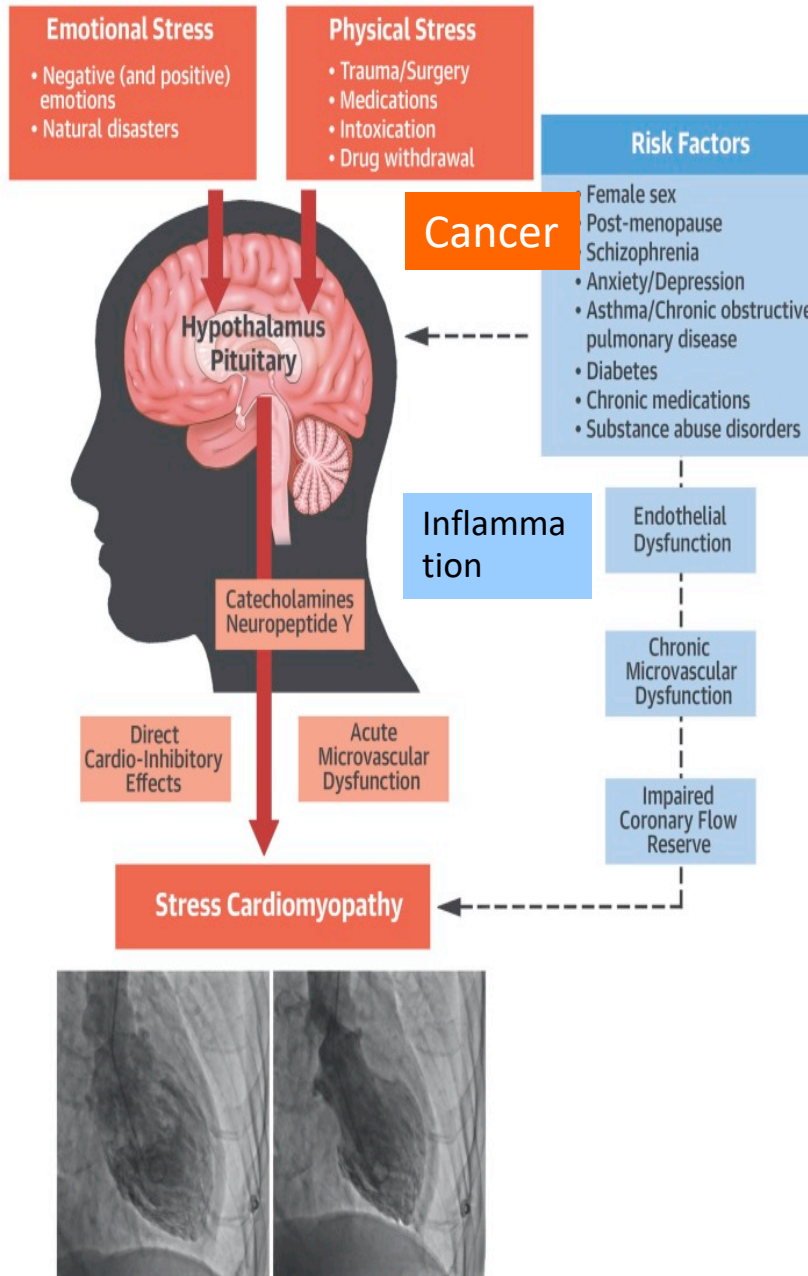 Emotional Stress
• Negative (and positive)
emotions
• Natural disasters
Physical Stress
• Trauma/Surgery
• Medications
• Intoxication
• Drug withdrawal
Risk Factors
• Female sex
• Post-menopause
• Schizophrenia
• Anxiety/Depression
• Asthma/Chronic obstructive
pulmonary disease
• Diabetes
• Chronic medications
• Substance abuse disorders
Cancer
Hypothalamus
Pituitary
Inflamma
tion
Endothelial
Dysfunction
Catecholamines
Neuropeptide Y
Chronic
Microvascular
Dysfunction
Direct
Cardio-Inhibitory
Effects
Acute
Microvascular
Dysfunction
Impaired
Coronary Flow
Reserve
Stress Cardiomyopathy